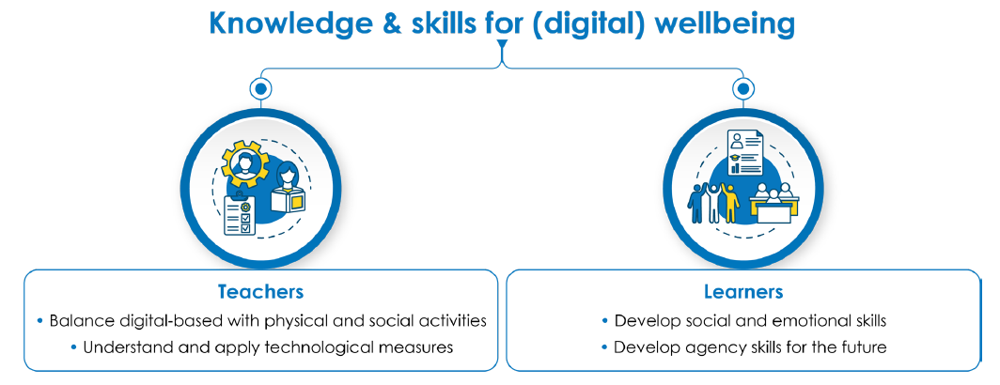 Knowledge & skills for (digital) wellbeing
Teachers
• Balance digital-based with physical and social activities
• Understand and apply technological measures
Learners
• Develop social and emotional skills
• Develop agency skills for the future